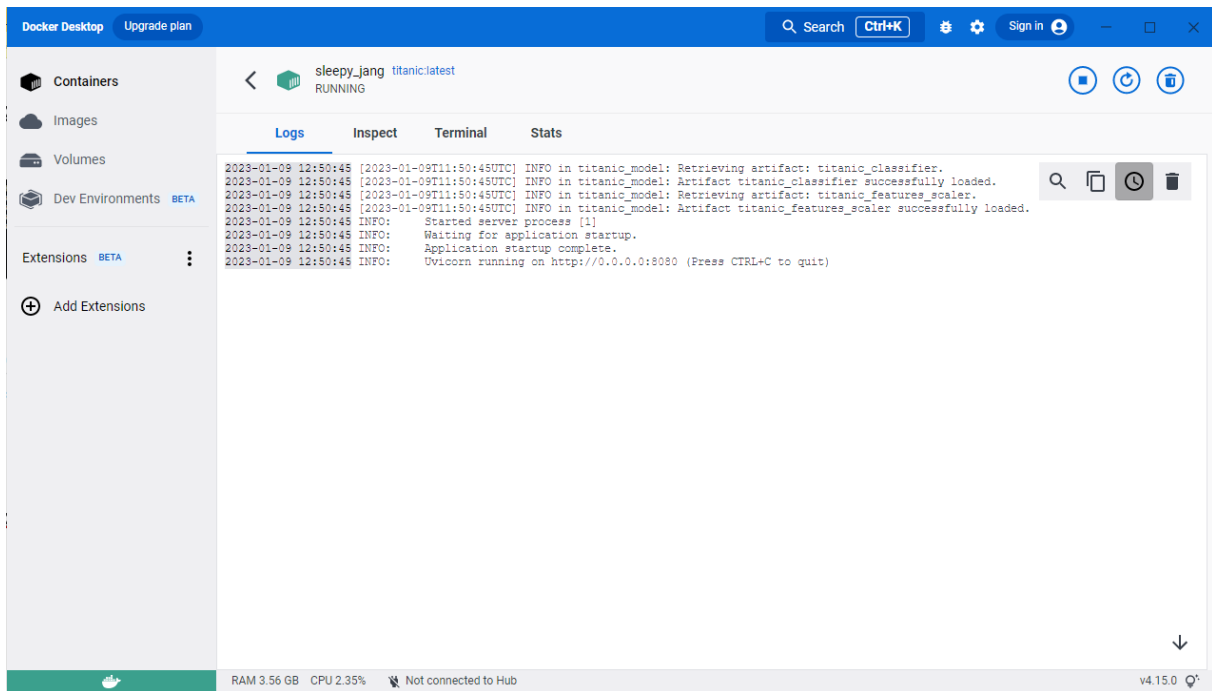 Docker Desktop Upgrade plan Search Ctrl+K Sign in
Containers
Images
Volumes
Dev Environments BETA
Extensions BETA
Add Extensions
sleepy_jang titanic:latest
RUNNING
Logs Inspect Terminal Stats
2023-01-09 12:50:45 [2023-01-09T11:50:45UTC] INFO in titanic_model: Retrieving artifact: titanic_classifier.
2023-01-09 12:50:45 [2023-01-09T11:50:45UTC] INFO in titanic_model: Artifact titanic_classifier successfully loaded.
2023-01-09 12:50:45 [2023-01-09T11:50:45UTC] INFO in titanic_model: Retrieving artifact: titanic_features_scaler.
2023-01-09 12:50:45 [2023-01-09T11:50:45UTC] INFO in titanic_model: Artifact titanic_features_scaler successfully loaded.
2023-01-09 12:50:45 INFO: Started server process [1]
2023-01-09 12:50:45 INFO: Waiting for application startup.
2023-01-09 12:50:45 INFO: Application startup complete.
2023-01-09 12:50:45 INFO: Uvicorn running on http://0.0.0.0:8080 (Press CTRL+C to quit)
RAM 3.56 GB CPU 2.35% Not connected to Hub v4.15.0